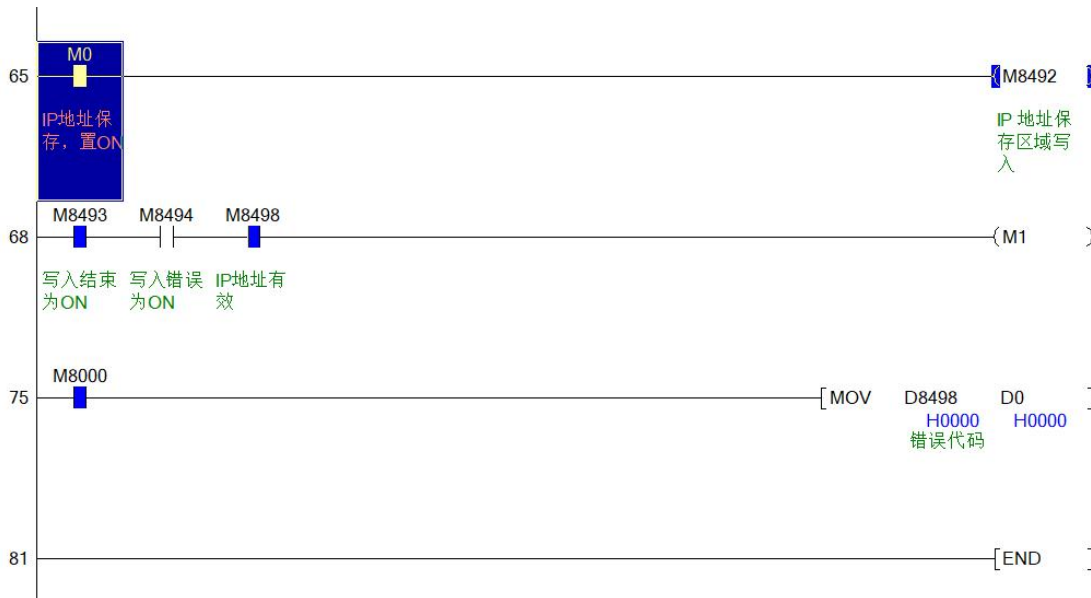 M0
65
M8492
IP地址保
存，置ON
IP 地址保
存区域写
入
M8493 M8494 M8498
68
M1
写入结束 写入错误 IP地址有
为ON 为ON 效
M8000
75
MOV D8498 D0
H0000 H0000
错误代码
81
END